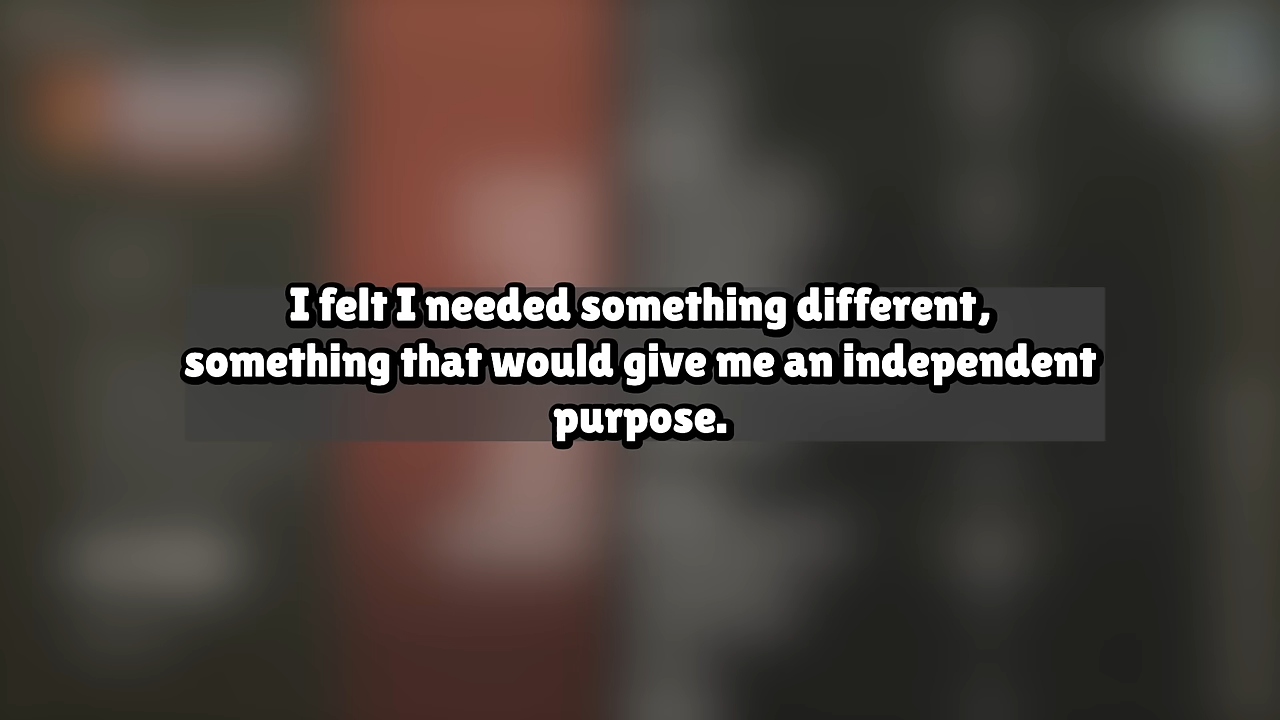 I felt I needed something different,
something that would give me an independent
purpose.